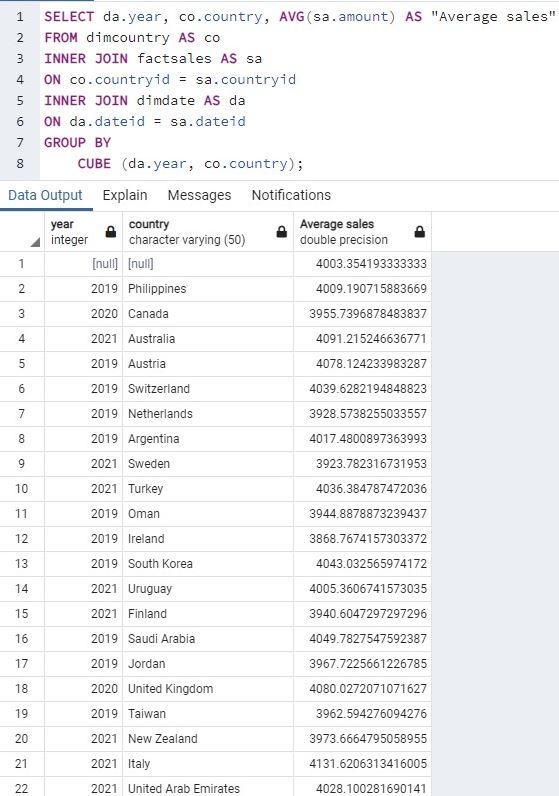 1 SELECT da.year, co.country, AVG(sa.amount) AS "Average sales"
2 FROM dimcountry AS co
3 INNER JOIN factsales AS sa
4 ON co.countryid = sa.countryid
5 INNER JOIN dimdate AS da
6 ON da.dateid = sa.dateid
7 GROUP BY
8 CUBE (da.year, co.country);
Data Output Explain Messages Notifications
year country Average sales
integer character varying (50) double precision
1 [null] [null] 4003.354193333333
2 2019 Philippines 4009.190715883669
3 2020 Canada 3955.7396878483837
4 2021 Australia 4091.215246636771
5 2019 Austria 4078.124233983287
6 2019 Switzerland 4039.6282194848823
7 2019 Netherlands 3928.5738255033557
8 2019 Argentina 4017.4800897363993
9 2021 Sweden 3923.782316731953
10 2021 Turkey 4036.384787472036
11 2019 Oman 3944.8878873239437
12 2019 Ireland 3868.7674157303372
13 2019 South Korea 4043.032565974172
14 2021 Uruguay 4005.3606741573035
15 2021 Finland 3940.6047297297296
16 2019 Saudi Arabia 4049.7827547592387
17 2019 Jordan 3967.7225661226785
18 2020 United Kingdom 4080.0272071071627
19 2019 Taiwan 3962.594276094276
20 2021 New Zealand 3973.6664795058955
21 2021 Italy 4131.6206313416005
22 2021 United Arab Emirates 4028.100281690141